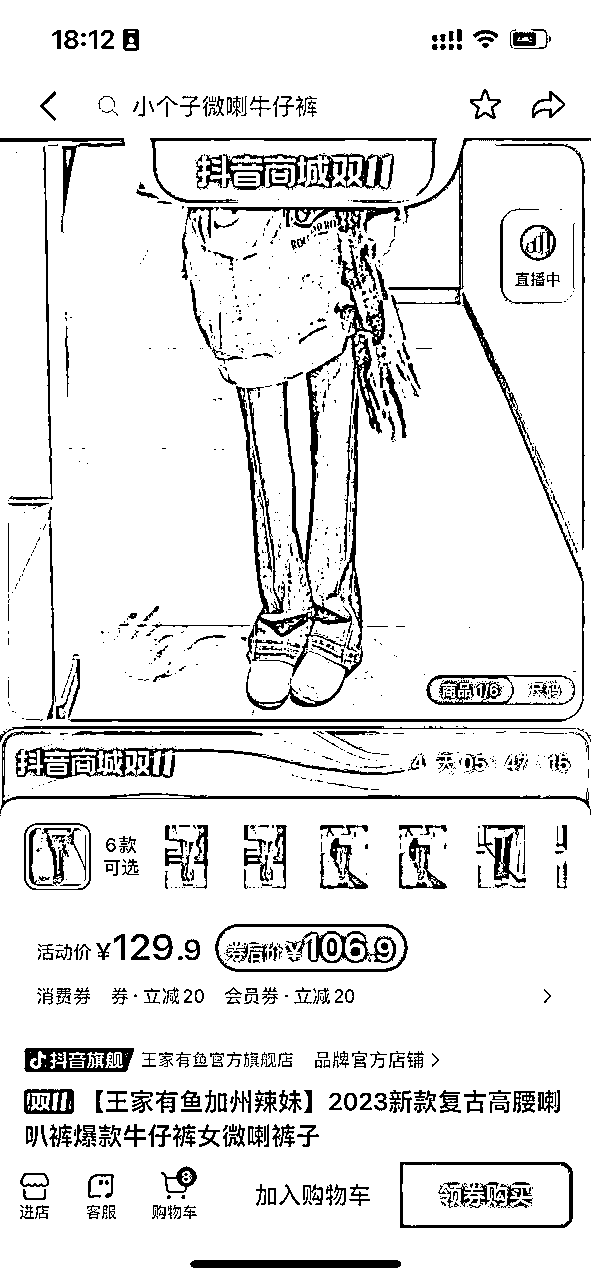 18:12
小个子微喇牛仔裤
抖音商城双11
直播中
商品1/6 尺码
抖音商城双11 4天05:47:16
6款
可选
活动价¥129.9 券后价¥106.9
消费券 券·立减20 会员券·立减20
抖音旗舰 王家有鱼官方旗舰店 品牌官方店铺
双11【王家有鱼加州辣妹】2023新款复古高腰喇
叭裤爆款牛仔裤女微喇裤子
进店 客服 购物车 8 加入购物车 领券购买